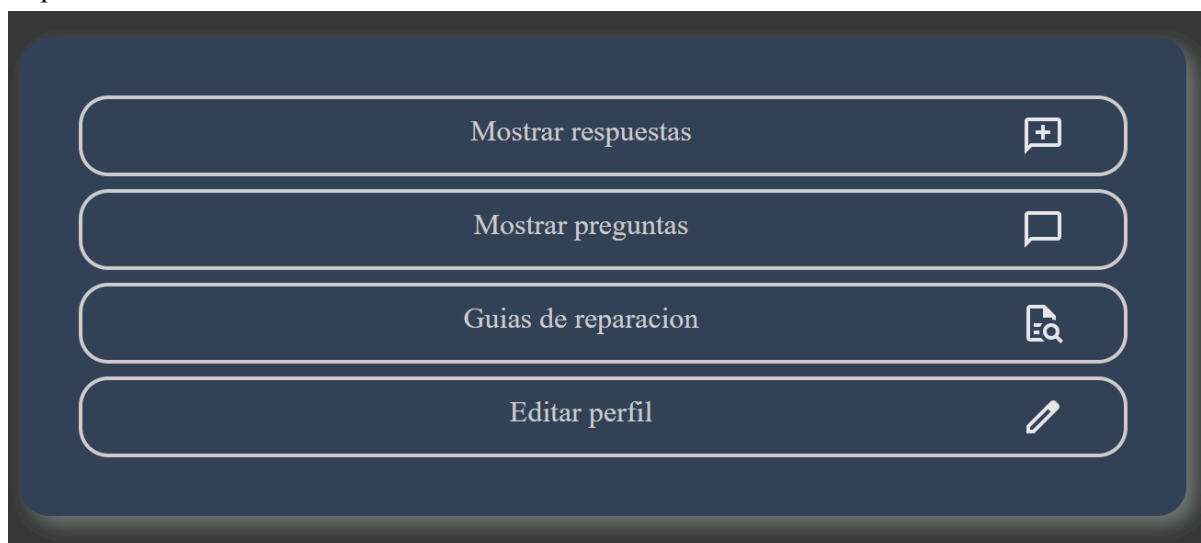 Mostrar respuestas
Mostrar preguntas
Guias de reparacion
Editar perfil